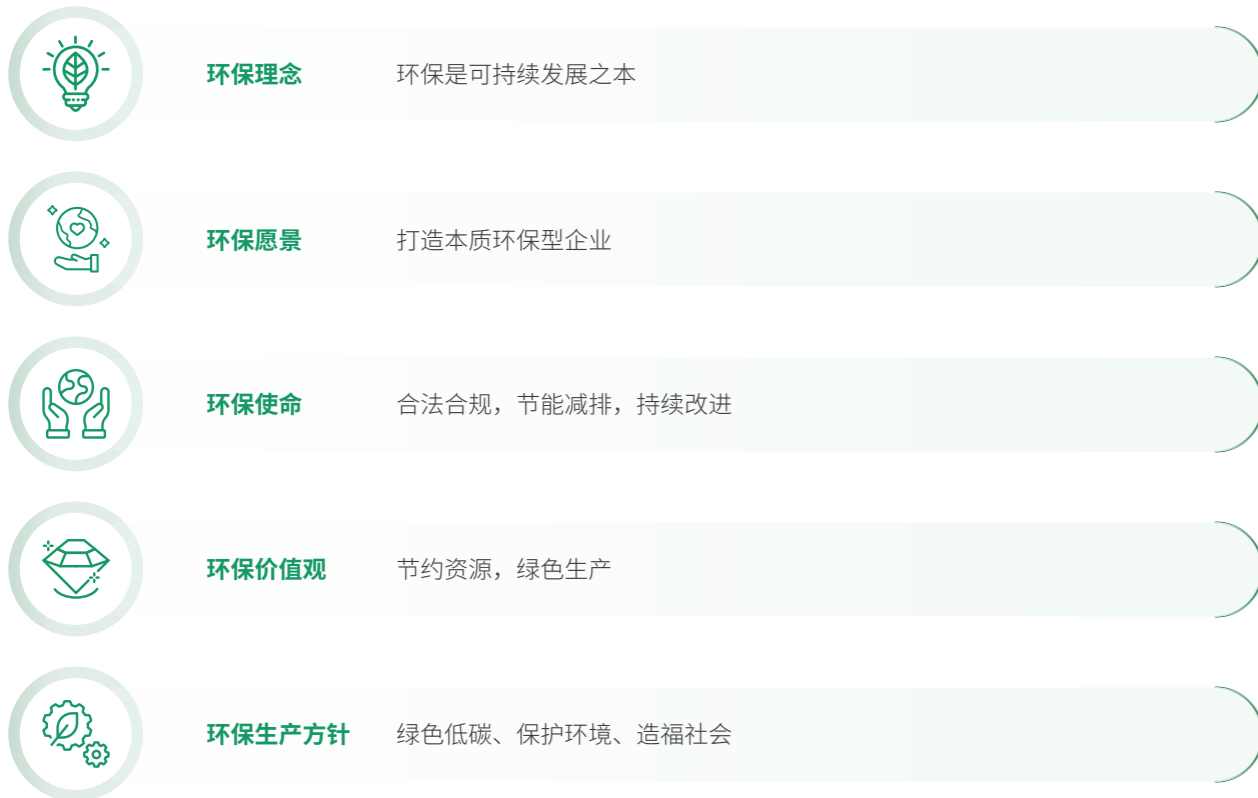 环保理念 环保是可持续发展之本
环保愿景 打造本质环保型企业
环保使命 合法合规，节能减排，持续改进
环保价值观 节约资源，绿色生产
环保生产方针 绿色低碳、保护环境、造福社会